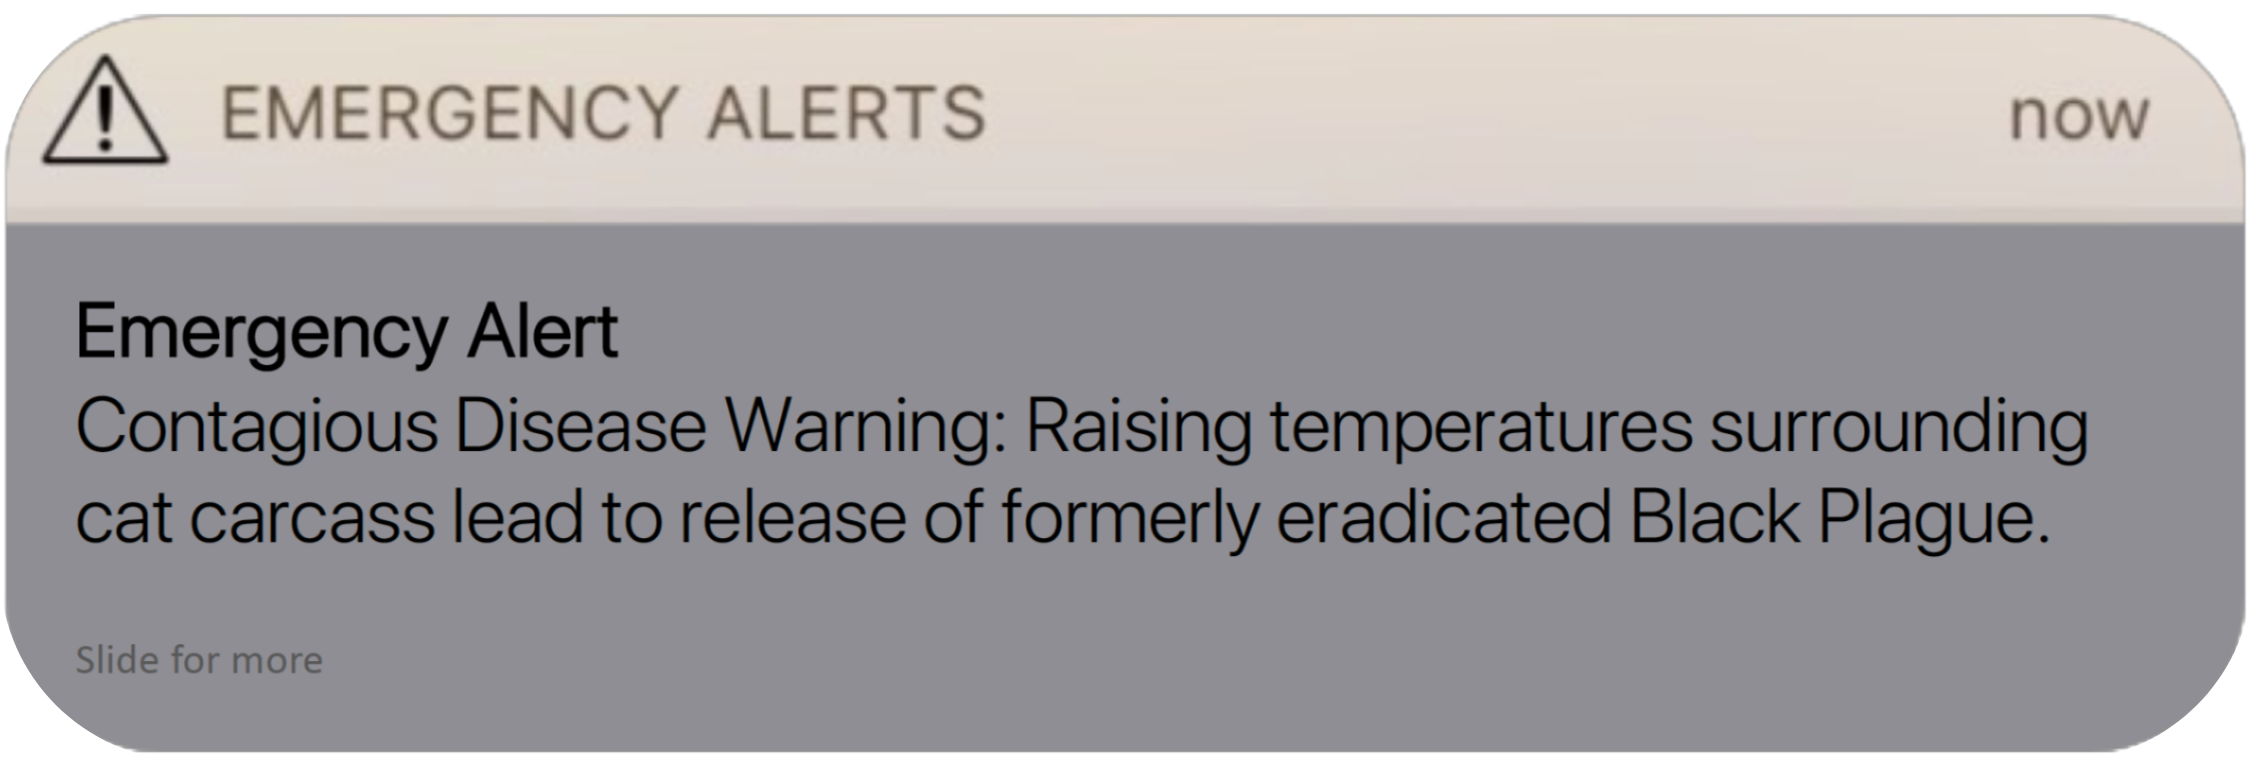 EMERGENCY ALERTS now
Emergency Alert
Contagious Disease Warning: Raising temperatures surrounding
cat carcass lead to release of formerly eradicated Black Plague.
Slide for more